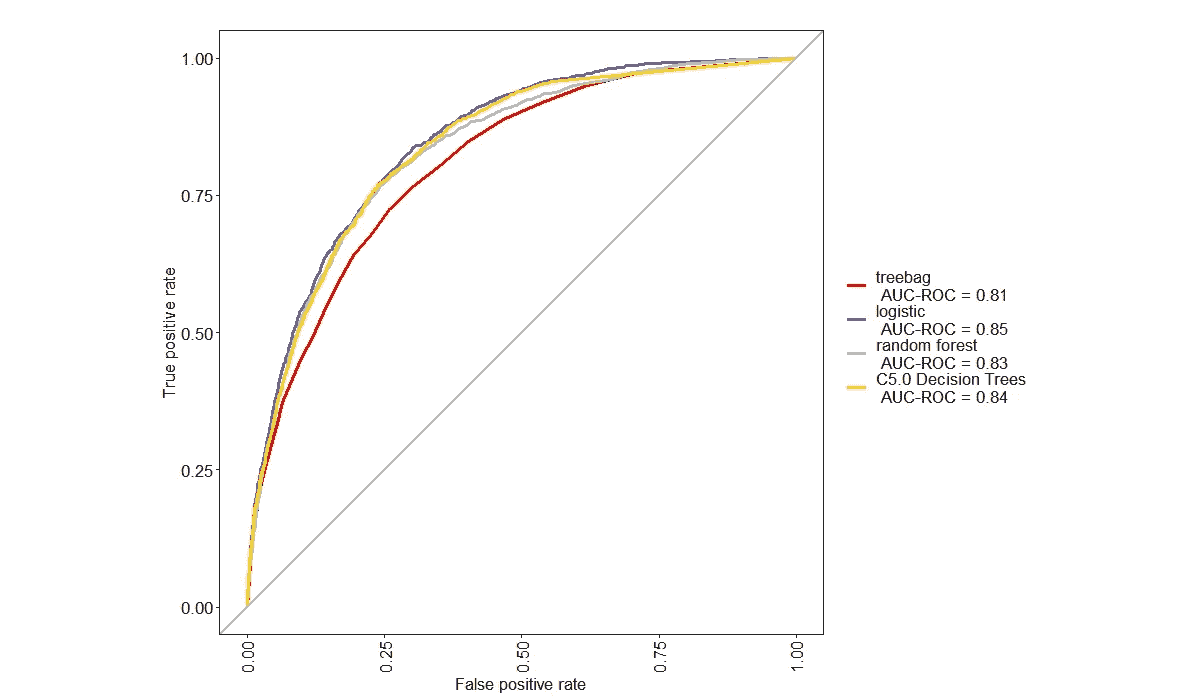 1.00
0.75
0.50
0.25
0.00
True positive rate
0.00
0.25
0.50
0.75
1.00
False positive rate
treebag
AUC-ROC = 0.81
logistic
AUC-ROC = 0.85
random forest
AUC-ROC = 0.83
C5.0 Decision Trees
AUC-ROC = 0.84